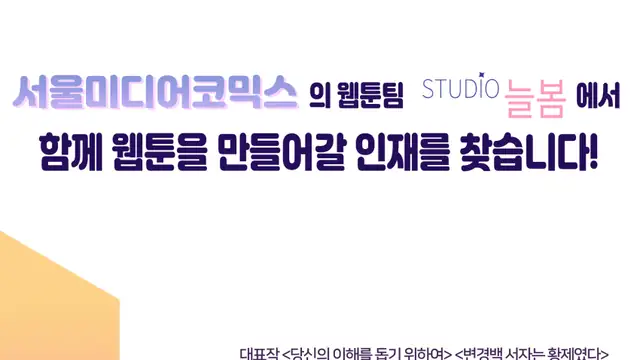 서울미디어코믹스 의 웹툰팀 STUDIO 늘봄 에서
함께 웹툰을 만들어갈 인재를 찾습니다!
대표작 <당신의 이해를 돕기 위하여> <변경백 서자는 황제였다>